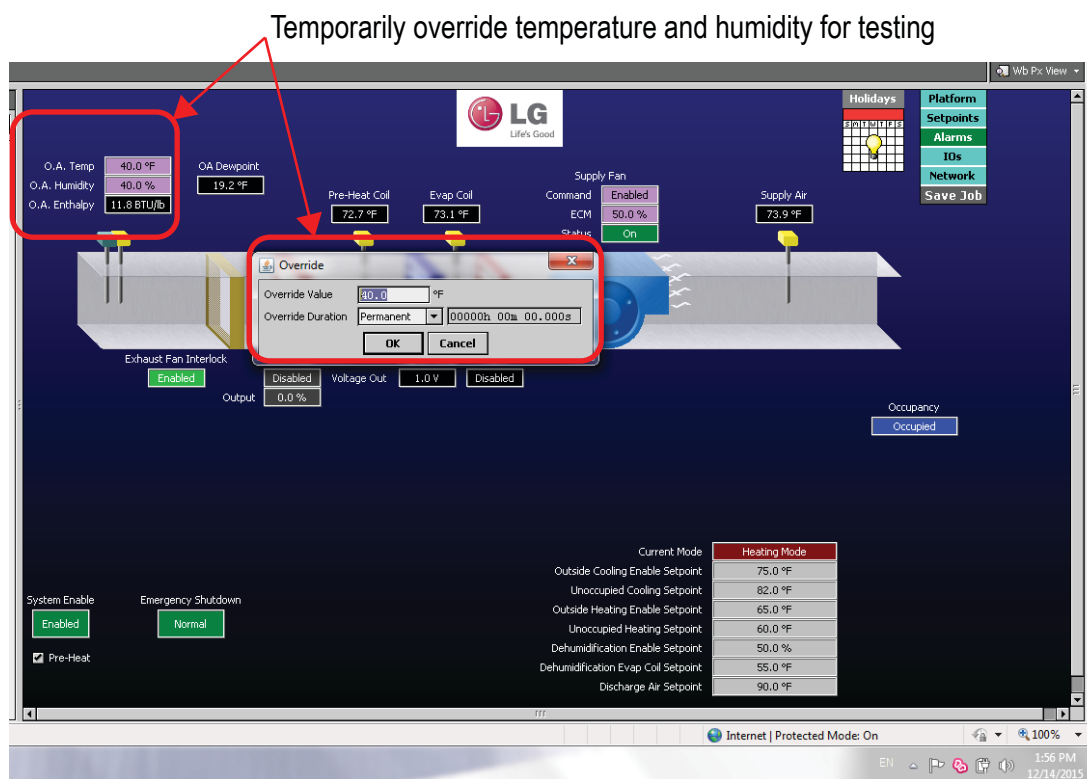 Temporarily override temperature and humidity for testing
Wb Px View
LG
Life's Good
Holidays
S M T W T F S
Platform
Setpoints
Alarms
IOs
Network
Save Job
O.A. Temp 40.0 °F
O.A. Humidity 40.0 %
O.A. Enthalpy 11.8 BTU/lb
OA Dewpoint
19.2 °F
Pre-Heat Coil
72.7 °F
Evap Coil
73.1 °F
Supply Fan
Command Enabled
ECM 50.0 %
Status On
Supply Air
73.9 °F
Override
Override Value 40.0 °F
Override Duration Permanent 00000h 00m 00.000s
OK Cancel
Exhaust Fan Interlock
Enabled
Disabled Voltage Out 1.0 V Disabled
Output 0.0 %
Occupancy
Occupied
Current Mode Heating Mode
Outside Cooling Enable Setpoint 75.0 °F
Unoccupied Cooling Setpoint 82.0 °F
Outside Heating Enable Setpoint 65.0 °F
Unoccupied Heating Setpoint 60.0 °F
Dehumidification Enable Setpoint 50.0 %
Dehumidification Evap Coil Setpoint 55.0 °F
Discharge Air Setpoint 90.0 °F
System Enable
Enabled
Emergency Shutdown
Normal
Pre-Heat
Internet | Protected Mode: On
100%
EN
1:56 PM
12/14/2015